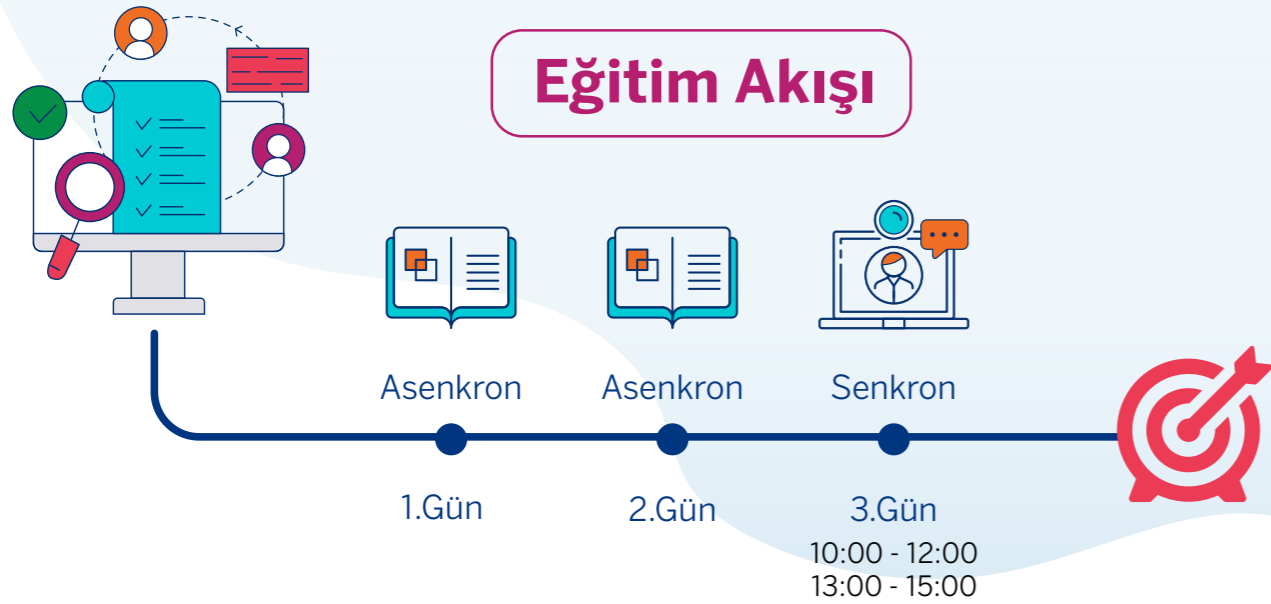 Eğitim Akışı
Asenkron
Asenkron
Senkron
1.Gün
2.Gün
3.Gün
10:00 - 12:00
13:00 - 15:00